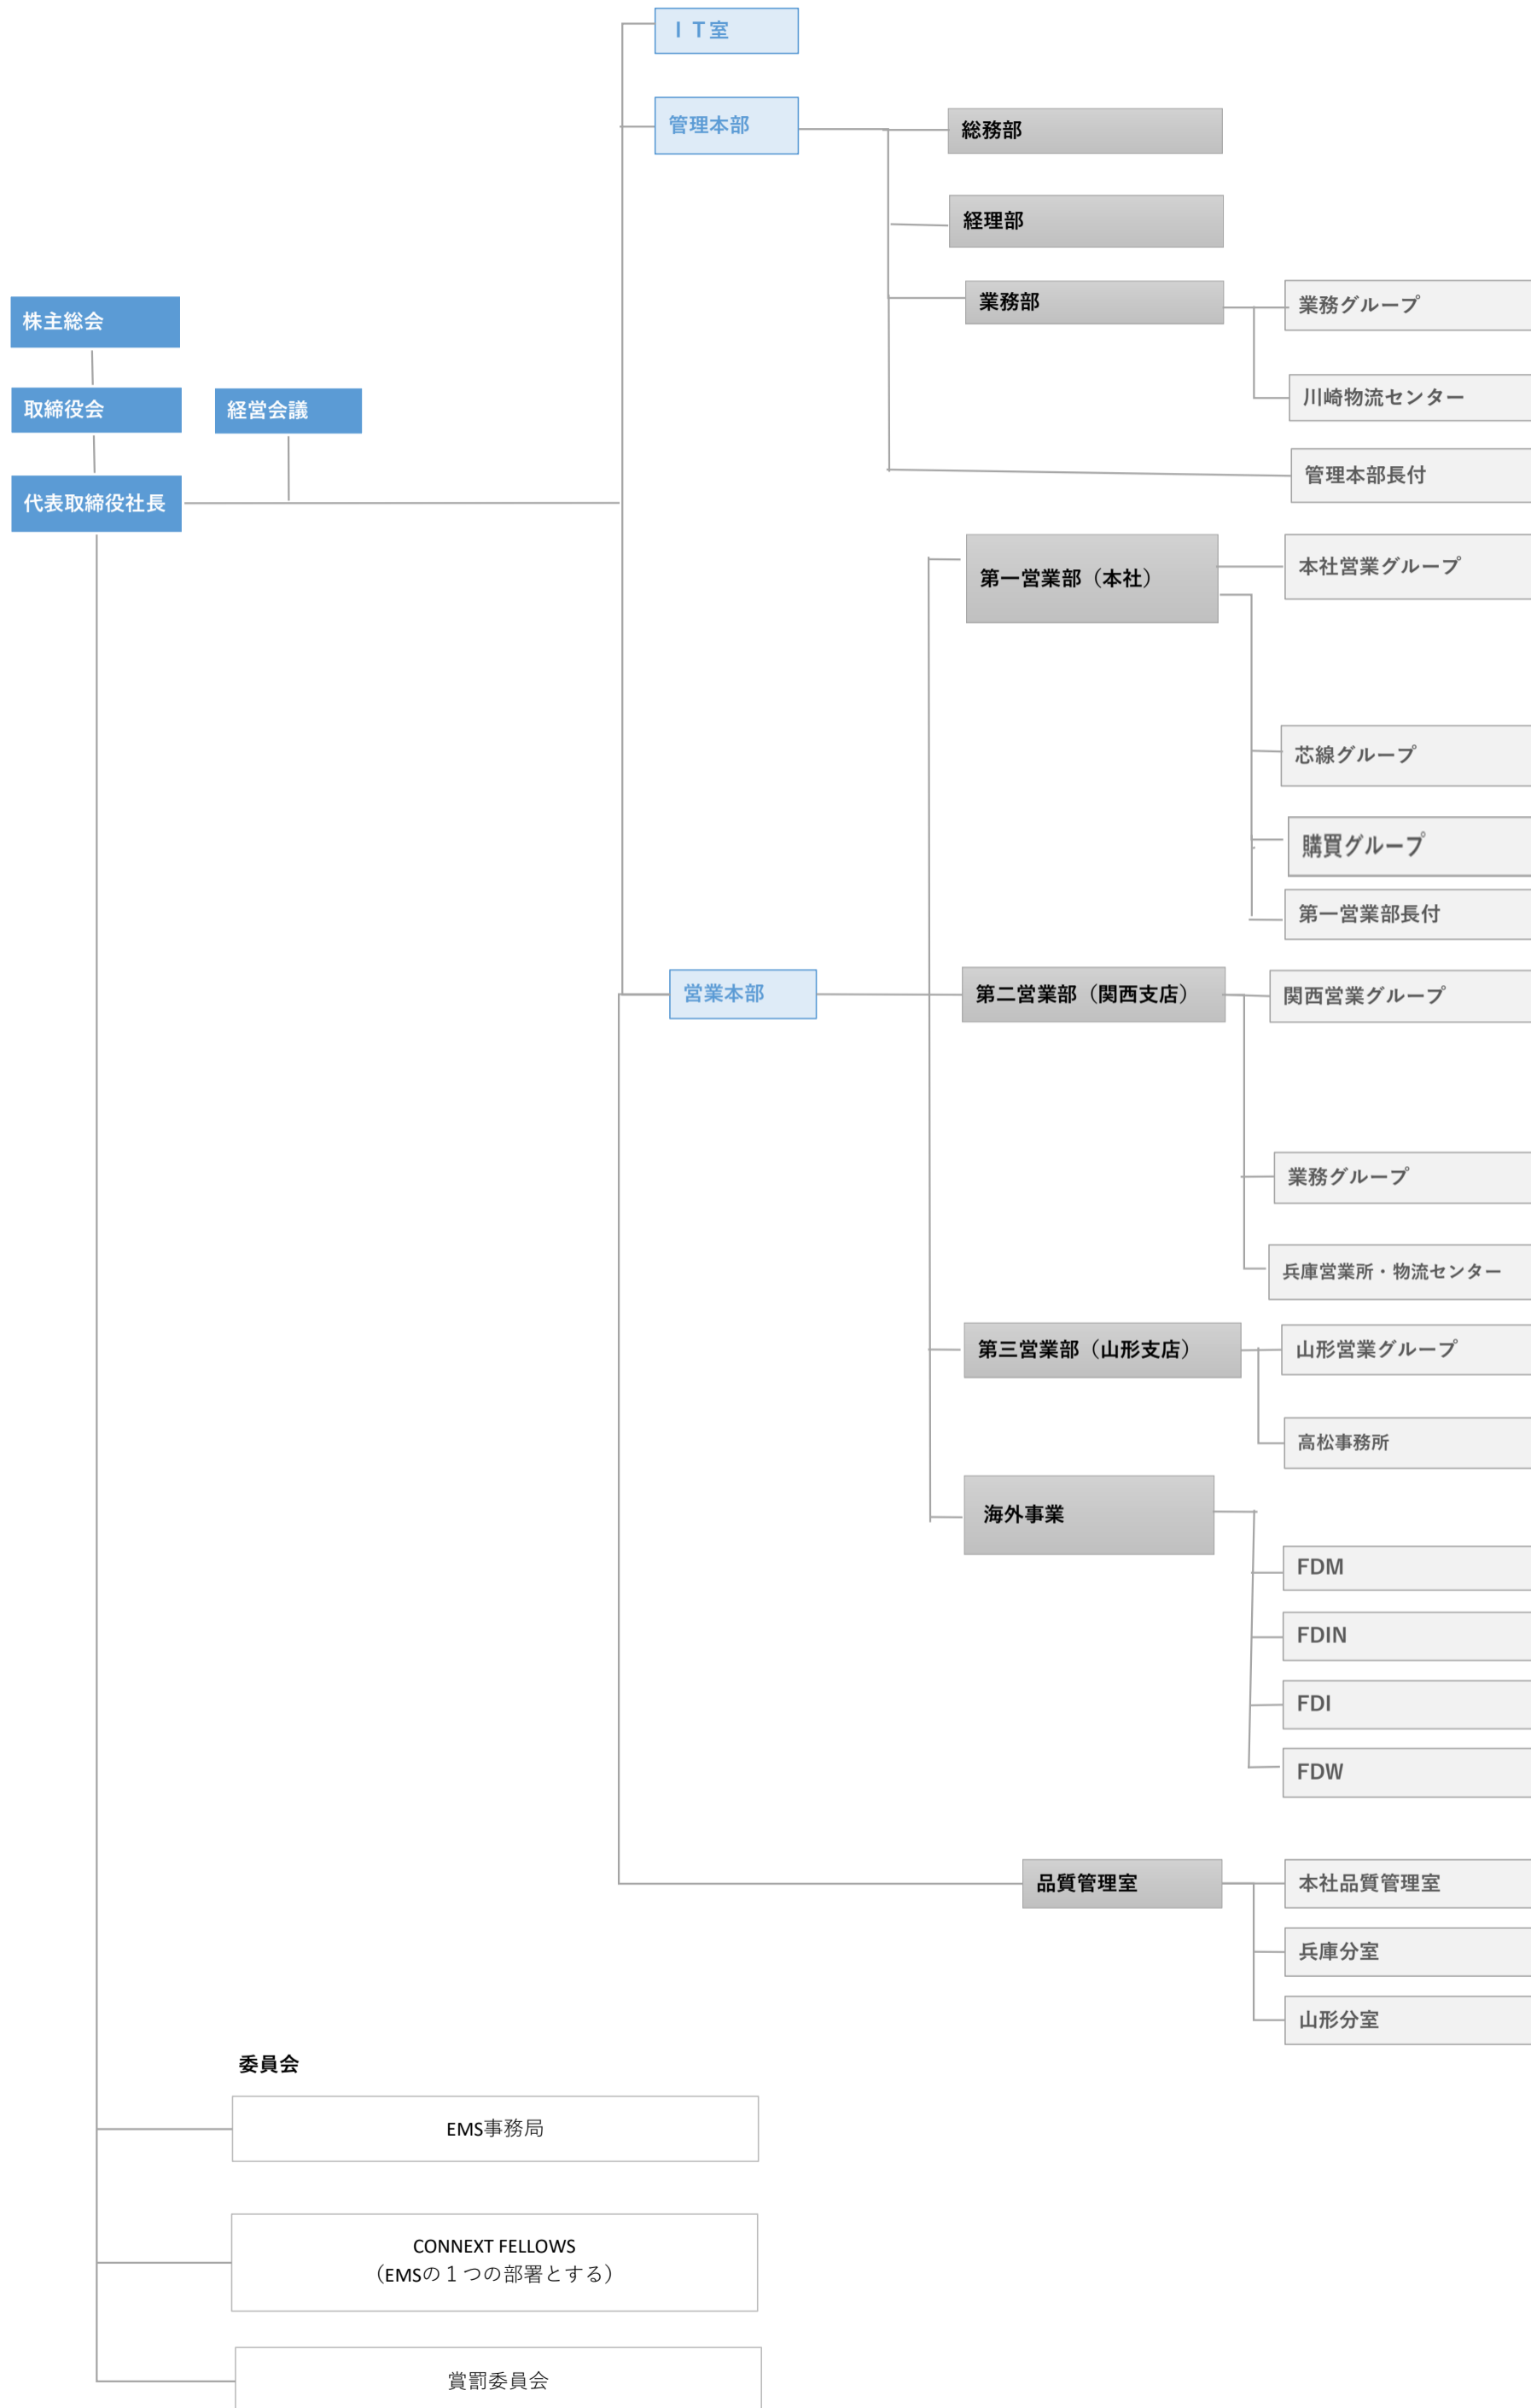 ＩＴ室
管理本部
総務部
経理部
業務部
業務グループ
川崎物流センター
管理本部長付
株主総会
取締役会
経営会議
代表取締役社長
第一営業部（本社）
本社営業グループ
芯線グループ
購買グループ
第一営業部長付
営業本部
第二営業部（関西支店）
関西営業グループ
業務グループ
兵庫営業所・物流センター
第三営業部（山形支店）
山形営業グループ
高松事務所
海外事業
FDM
FDIN
FDI
FDW
品質管理室
本社品質管理室
兵庫分室
山形分室
委員会
EMS事務局
CONNEXT FELLOWS
（EMSの１つの部署とする）
賞罰委員会